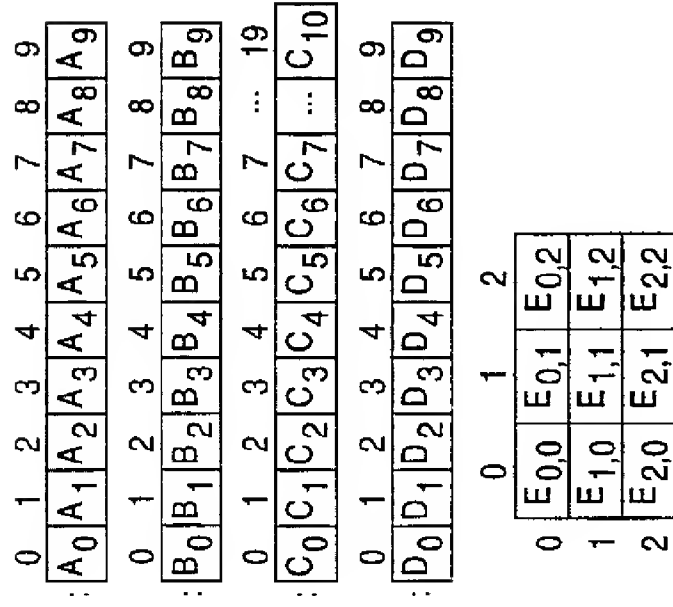 0 1 2 3 4 5 6 7 8 9
: A0 A1 A2 A3 A4 A5 A6 A7 A8 A9
0 1 2 3 4 5 6 7 8 9
: B0 B1 B2 B3 B4 B5 B6 B7 B8 B9
0 1 2 3 4 5 6 7 ... 19
: C0 C1 C2 C3 C4 C5 C6 C7 ... C10
0 1 2 3 4 5 6 7 8 9
: D0 D1 D2 D3 D4 D5 D6 D7 D8 D9
0 1 2
0 E0,0 E0,1 E0,2
1 E1,0 E1,1 E1,2
2 E2,0 E2,1 E2,2